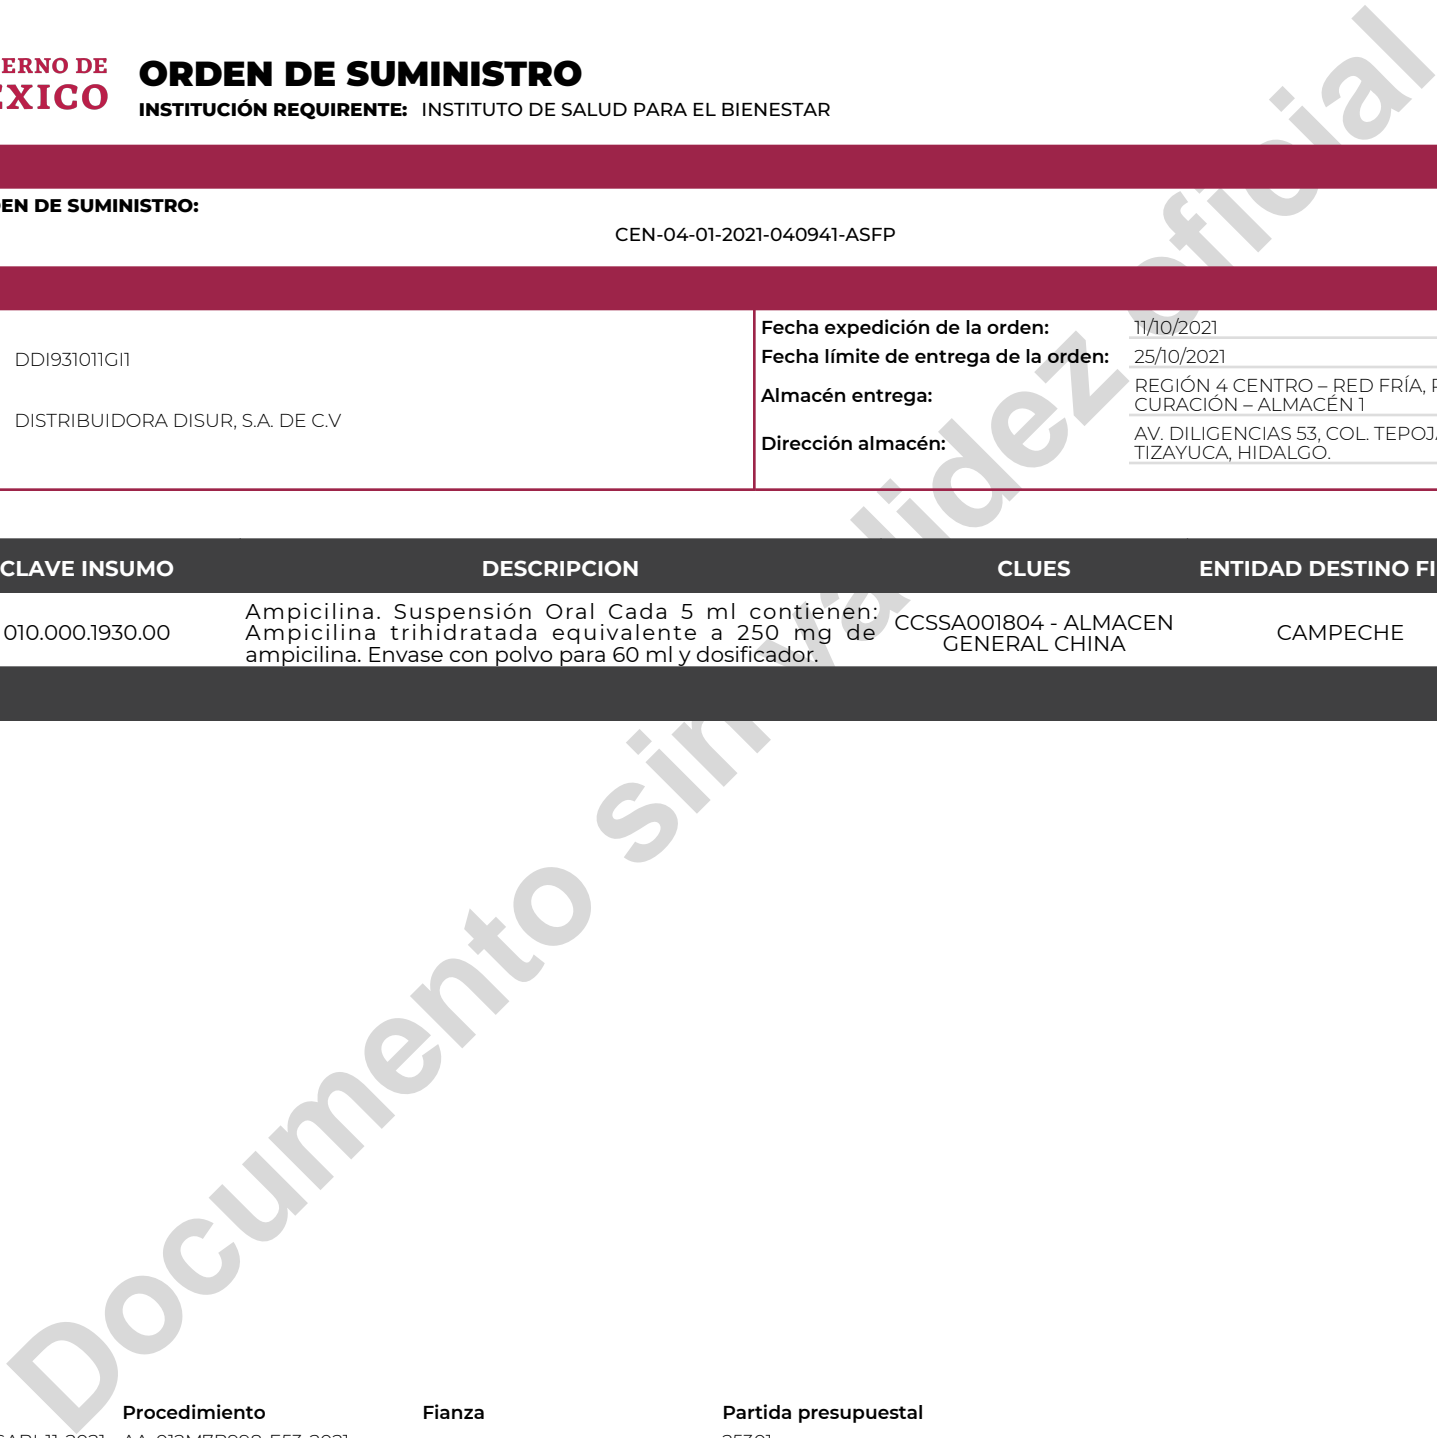 ERNO DE
EXICO
ORDEN DE SUMINISTRO
INSTITUCIÓN REQUIRENTE: INSTITUTO DE SALUD PARA EL BIENESTAR
EN DE SUMINISTRO:
CEN-04-01-2021-040941-ASFP
DDI931011GI1
DISTRIBUIDORA DISUR, S.A. DE C.V
Fecha expedición de la orden: 11/10/2021
Fecha límite de entrega de la orden: 25/10/2021
Almacén entrega: REGIÓN 4 CENTRO – RED FRÍA,
CURACIÓN – ALMACÉN 1
Dirección almacén: AV. DILIGENCIAS 53, COL. TEPOJ
TIZAYUCA, HIDALGO.
CLAVE INSUMO DESCRIPCION CLUES ENTIDAD DESTINO FI
010.000.1930.00
Ampicilina. Suspensión Oral Cada 5 ml contienen:
Ampicilina trihidratada equivalente a 250 mg de
ampicilina. Envase con polvo para 60 ml y dosificador.
CCSSA001804 - ALMACEN
GENERAL CHINA
CAMPECHE
Documento sin validez oficial
Procedimiento Fianza Partida presupuestal